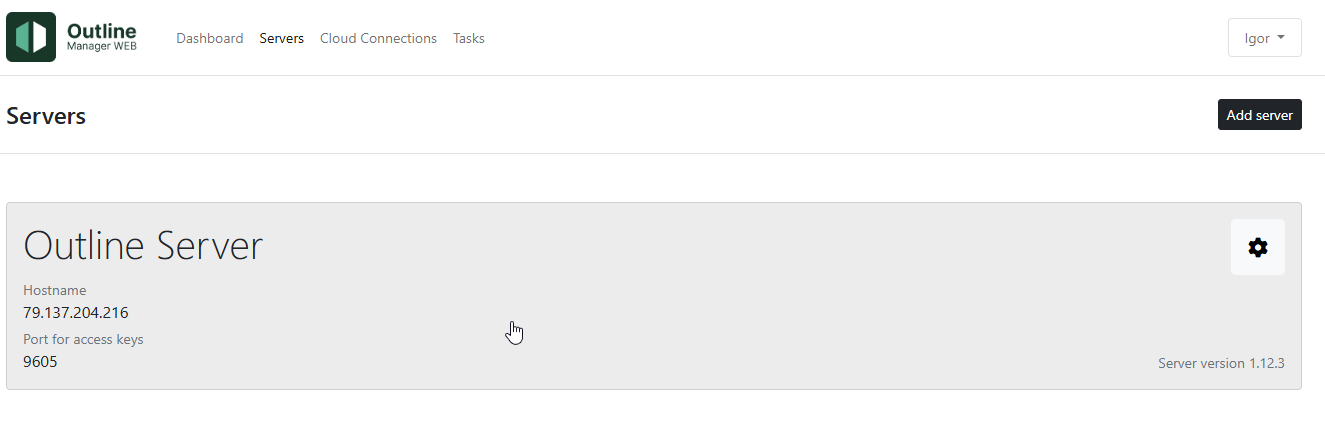 Outline
Manager WEB
Dashboard Servers Cloud Connections Tasks
Igor
Servers
Add server
Outline Server
Hostname
79.137.204.216
Port for access keys
9605
Server version 1.12.3